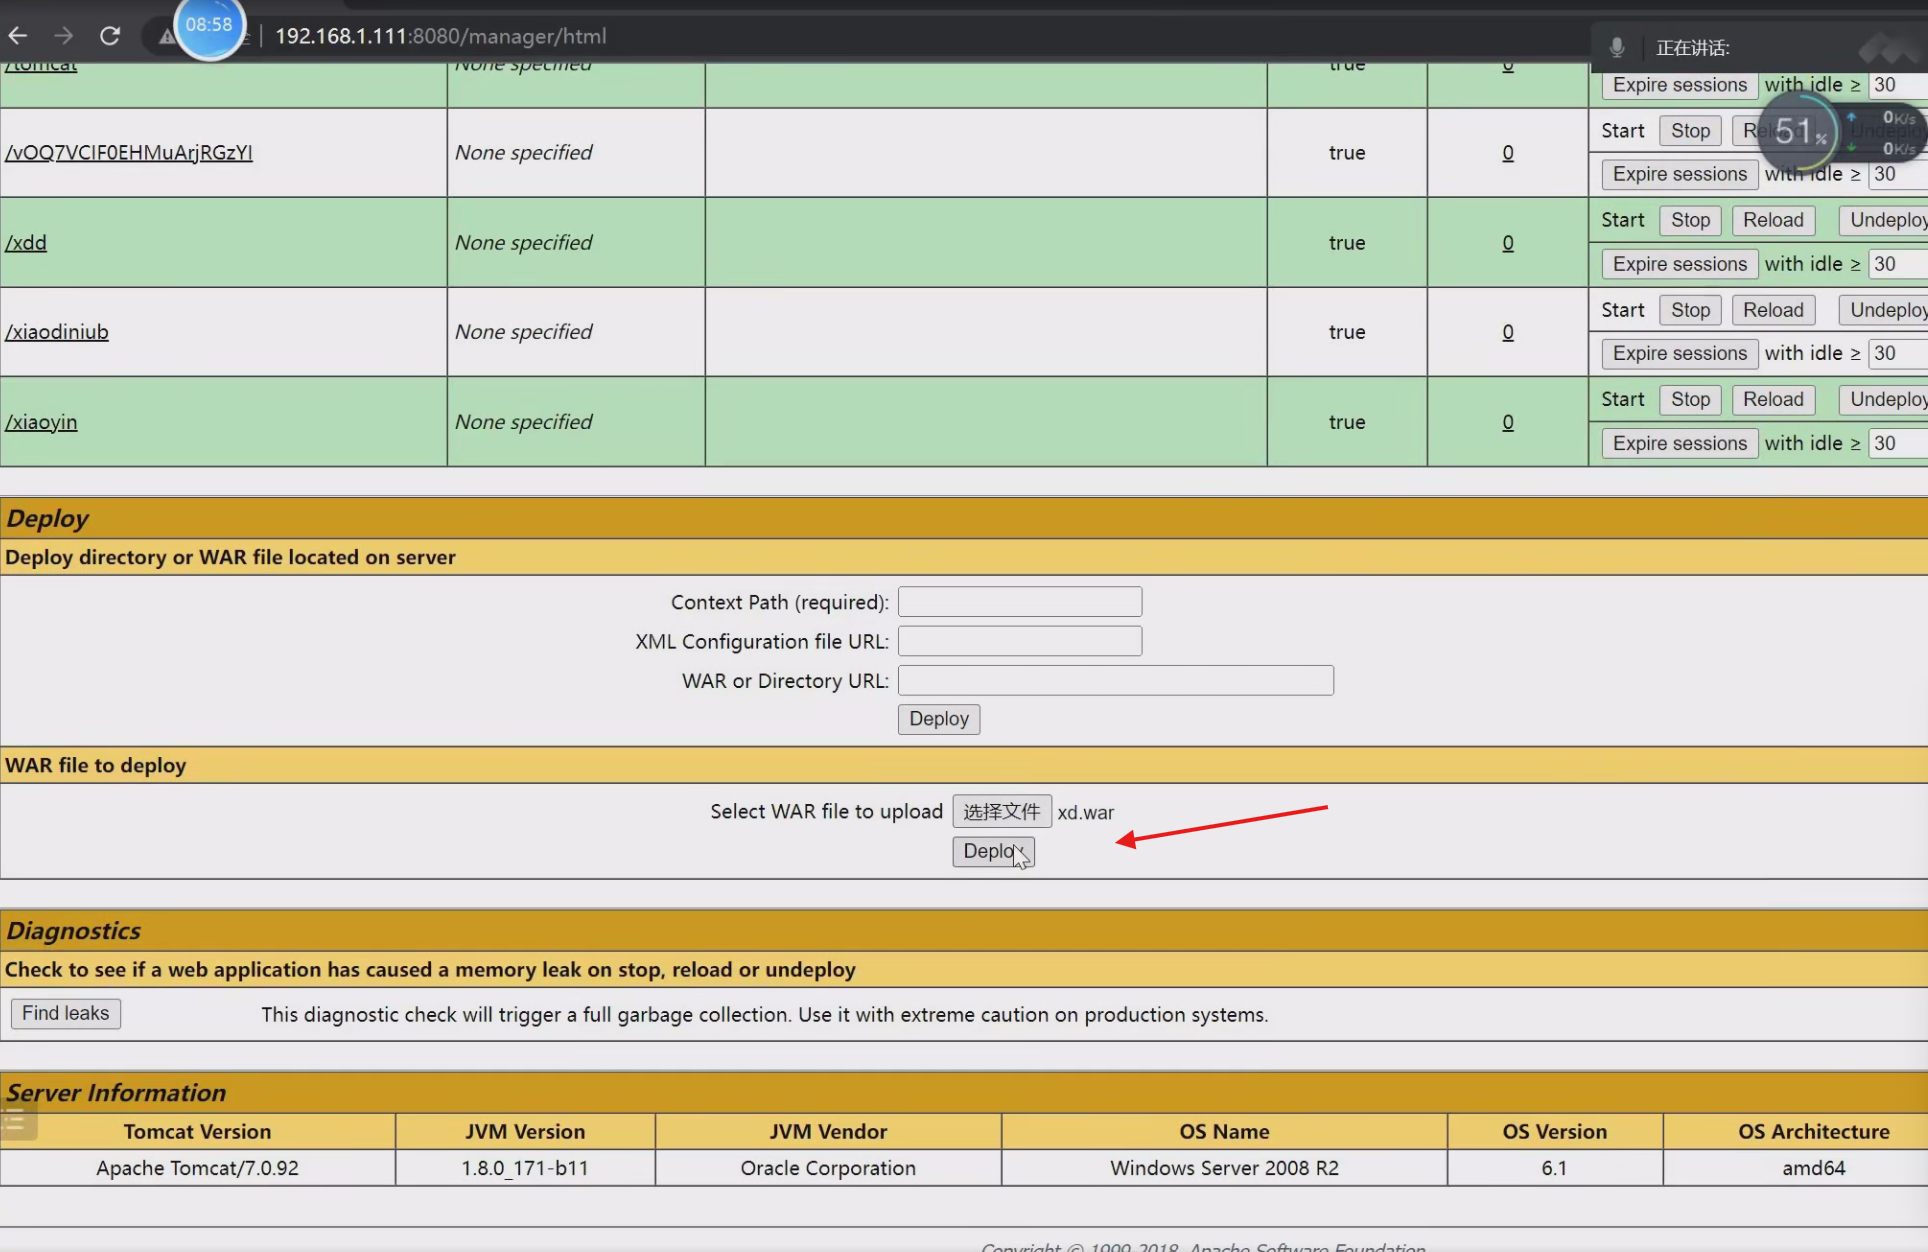 08:58
192.168.1.111:8080/manager/html
正在讲话:
/tomcat None specified true 0
Expire sessions with idle ≥ 30
51% 0K/s
0K/s
Start Stop
/vOQ7VCIF0EHMuArjRGzYI None specified true 0
Expire sessions with idle ≥ 30
Start Stop Reload Undeploy
/xdd None specified true 0
Expire sessions with idle ≥ 30
Start Stop Reload Undeploy
/xiaodiniub None specified true 0
Expire sessions with idle ≥ 30
Start Stop Reload Undeploy
/xiaoyin None specified true 0
Expire sessions with idle ≥ 30
Deploy
Deploy directory or WAR file located on server
Context Path (required):
XML Configuration file URL:
WAR or Directory URL:
Deploy
WAR file to deploy
Select WAR file to upload 选择文件 xd.war
Deploy
Diagnostics
Check to see if a web application has caused a memory leak on stop, reload or undeploy
Find leaks This diagnostic check will trigger a full garbage collection. Use it with extreme caution on production systems.
Server Information
Tomcat Version JVM Version JVM Vendor OS Name OS Version OS Architecture
Apache Tomcat/7.0.92 1.8.0_171-b11 Oracle Corporation Windows Server 2008 R2 6.1 amd64
Copyright © 1999-2018, Apache Software Foundation